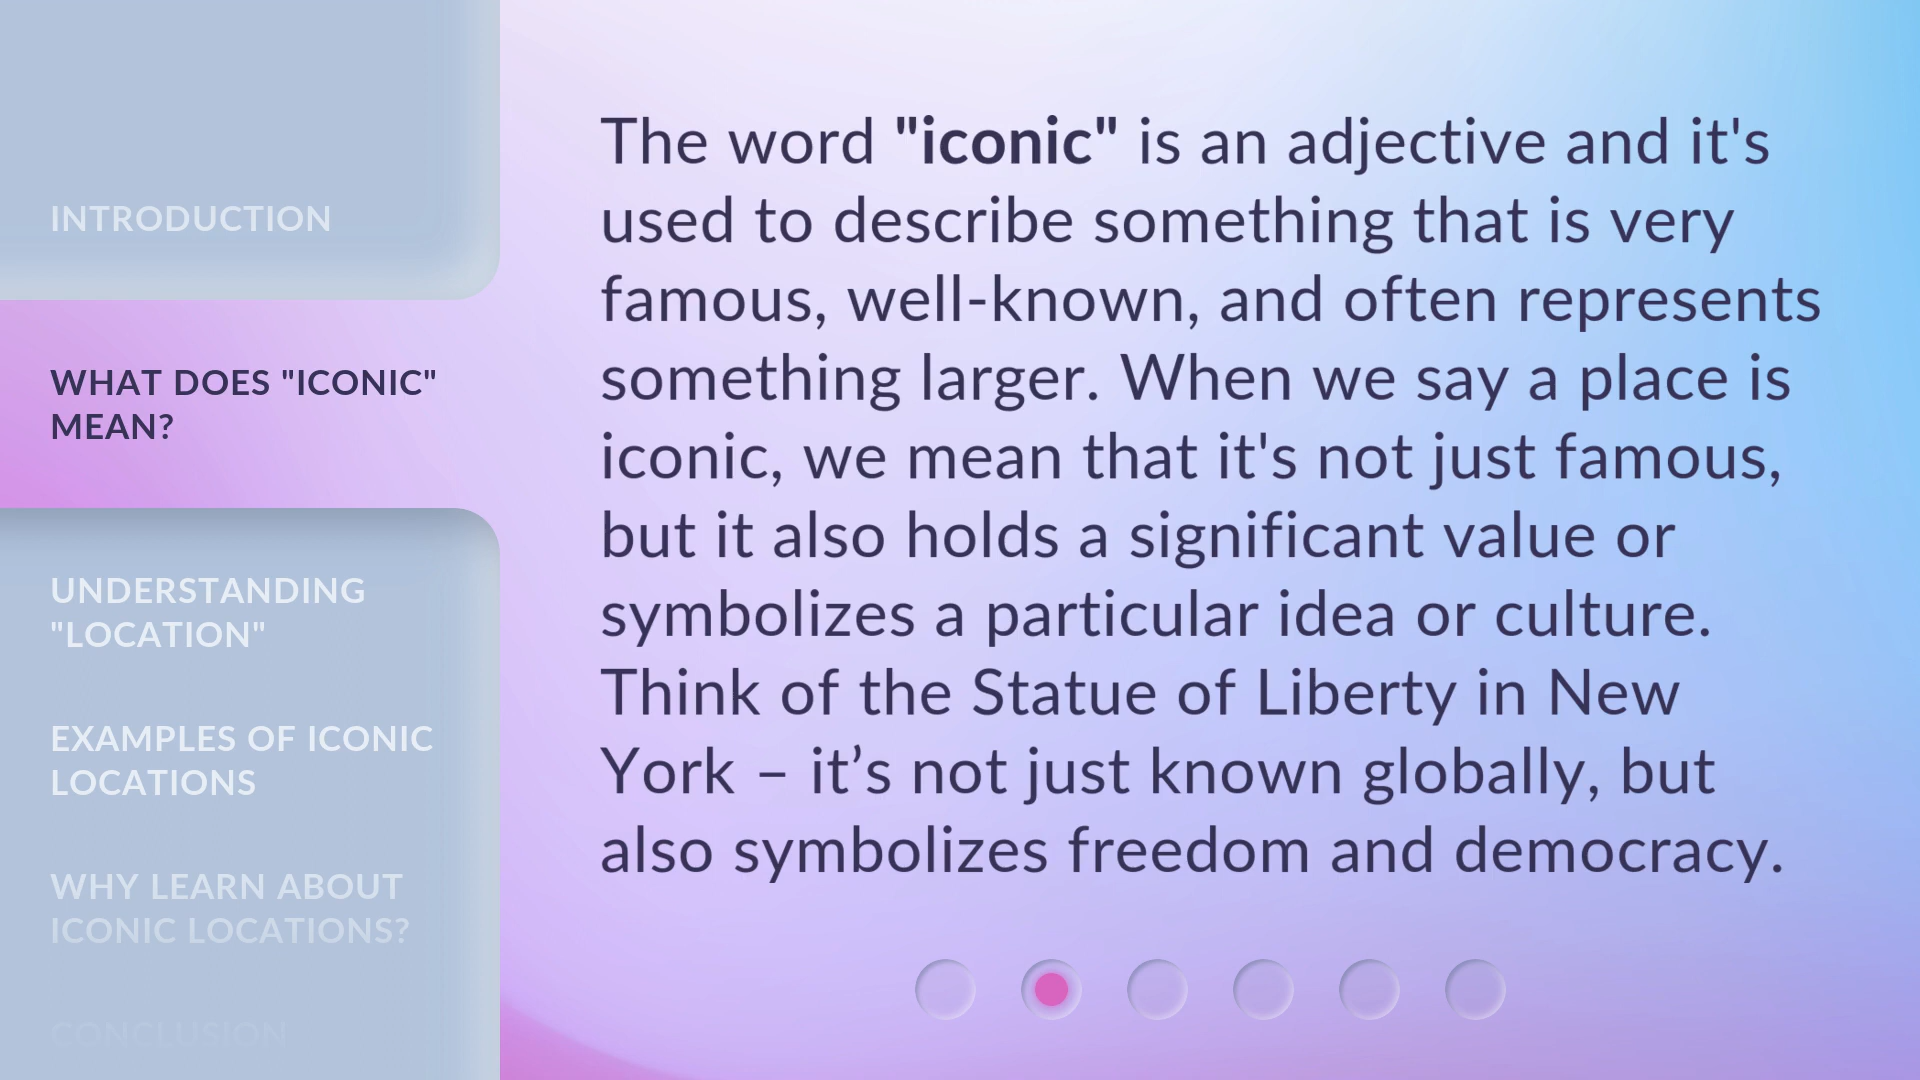 INTRODUCTION
WHAT DOES "ICONIC"
MEAN?
UNDERSTANDING
"LOCATION"
EXAMPLES OF ICONIC
LOCATIONS
WHY LEARN ABOUT
ICONIC LOCATIONS?
CONCLUSION
The word "iconic" is an adjective and it's
used to describe something that is very
famous, well-known, and often represents
something larger. When we say a place is
iconic, we mean that it's not just famous,
but it also holds a significant value or
symbolizes a particular idea or culture.
Think of the Statue of Liberty in New
York – it’s not just known globally, but
also symbolizes freedom and democracy.